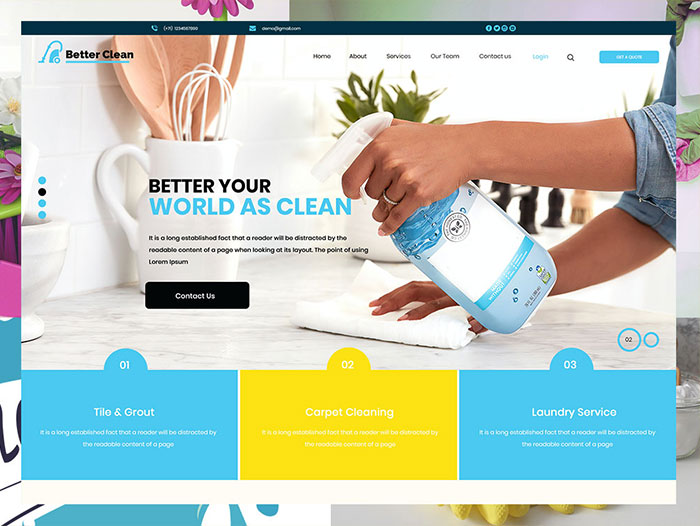 (+71) 1234567890
demo@gmail.com
Better Clean
Home
About
Services
Our Team
Contact us
Login
GET A QUOTE
BETTER YOUR
WORLD AS CLEAN
It is a long established fact that a reader will be distracted by the
readable content of a page when looking at its layout. The point of using
Lorem Ipsum
Contact Us
02
01
02
03
Tile & Grout
Carpet Cleaning
Laundry Service
It is a long established fact that a reader will be distracted by
the readable content of a page
It is a long established fact that a reader will be distracted by
the readable content of a page
It is a long established fact that a reader will be distracted by
the readable content of a page